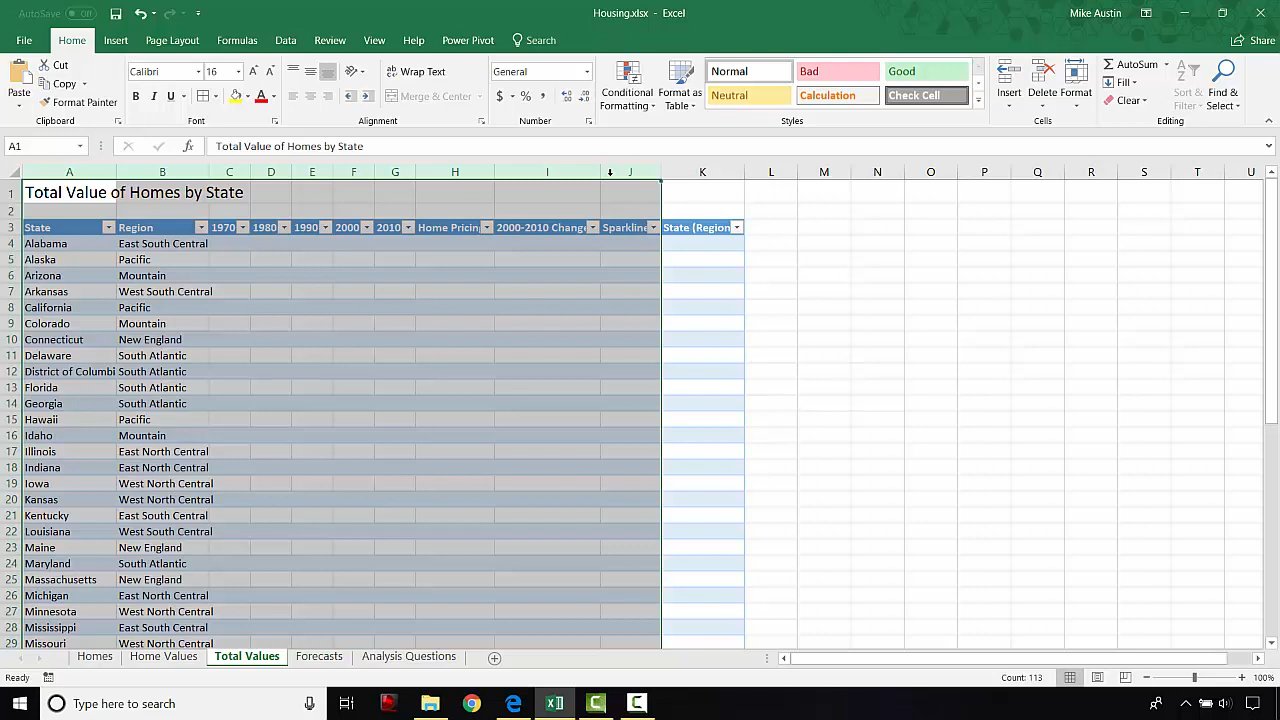 AutoSave Off
Housing.xlsx - Excel
Mike Austin
File Home Insert Page Layout Formulas Data Review View Help Power Pivot Search Share
Paste
Cut
Copy
Format Painter
Clipboard
Calibri 16
B I U
Font
Wrap Text
Merge & Center
Alignment
General
$ % ,
Number
Conditional Formatting
Format as Table
Normal Bad Good
Neutral Calculation Check Cell
Styles
Insert Delete Format
Cells
AutoSum
Fill
Clear
Sort & Filter
Find & Select
Editing
A1 fx Total Value of Homes by State
A B C D E F G H I J K L M N O P Q R S T U
1 Total Value of Homes by State
2
3 State Region 1970 1980 1990 2000 2010 Home Pricing 2000-2010 Change Sparkline State (Region
4 Alabama East South Central
5 Alaska Pacific
6 Arizona Mountain
7 Arkansas West South Central
8 California Pacific
9 Colorado Mountain
10 Connecticut New England
11 Delaware South Atlantic
12 District of Columbi South Atlantic
13 Florida South Atlantic
14 Georgia South Atlantic
15 Hawaii Pacific
16 Idaho Mountain
17 Illinois East North Central
18 Indiana East North Central
19 Iowa West North Central
20 Kansas West North Central
21 Kentucky East South Central
22 Louisiana West South Central
23 Maine New England
24 Maryland South Atlantic
25 Massachusetts New England
26 Michigan East North Central
27 Minnesota West North Central
28 Mississippi East South Central
29 Missouri West North Central
Homes Home Values Total Values Forecasts Analysis Questions
Ready
Count: 113
100%
Type here to search